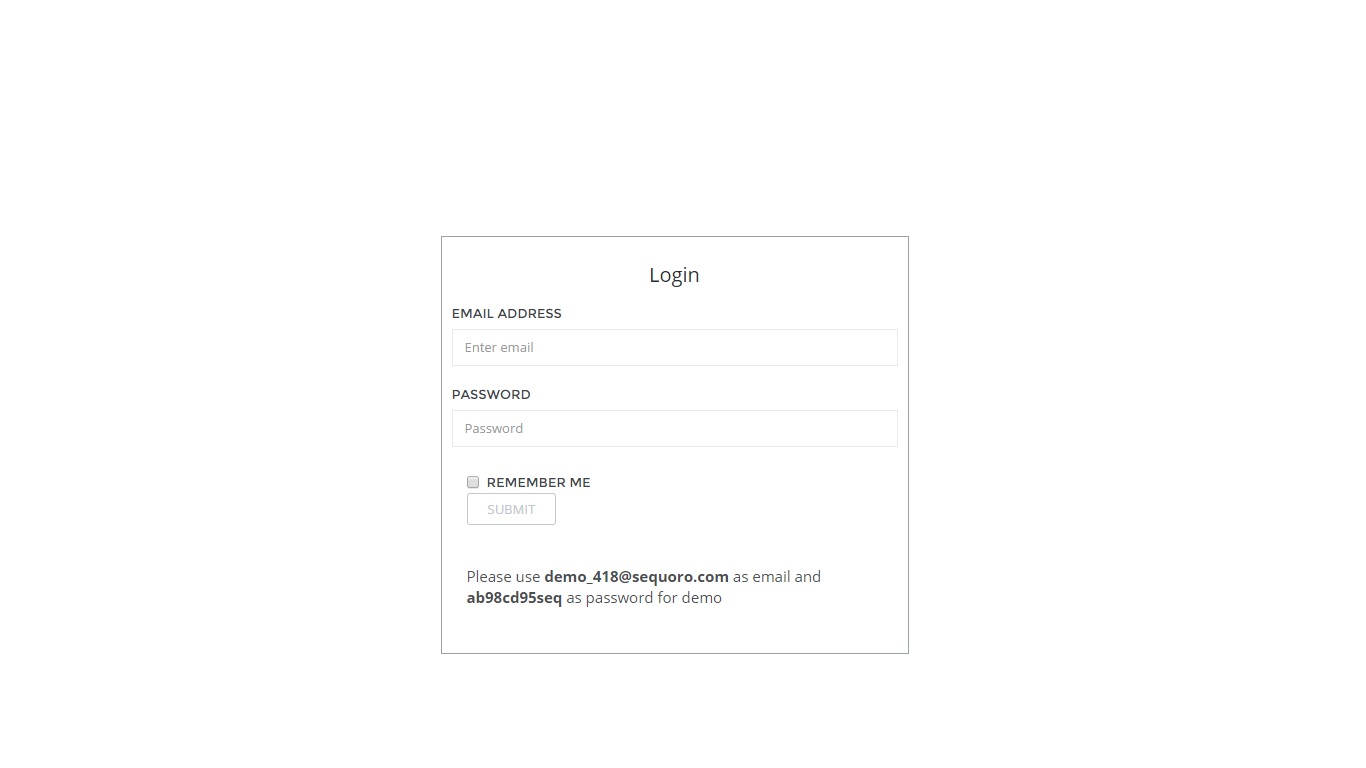 Login
EMAIL ADDRESS
Enter email
PASSWORD
Password
REMEMBER ME
SUBMIT
Please use demo_418@sequoro.com as email and
ab98cd95seq as password for demo